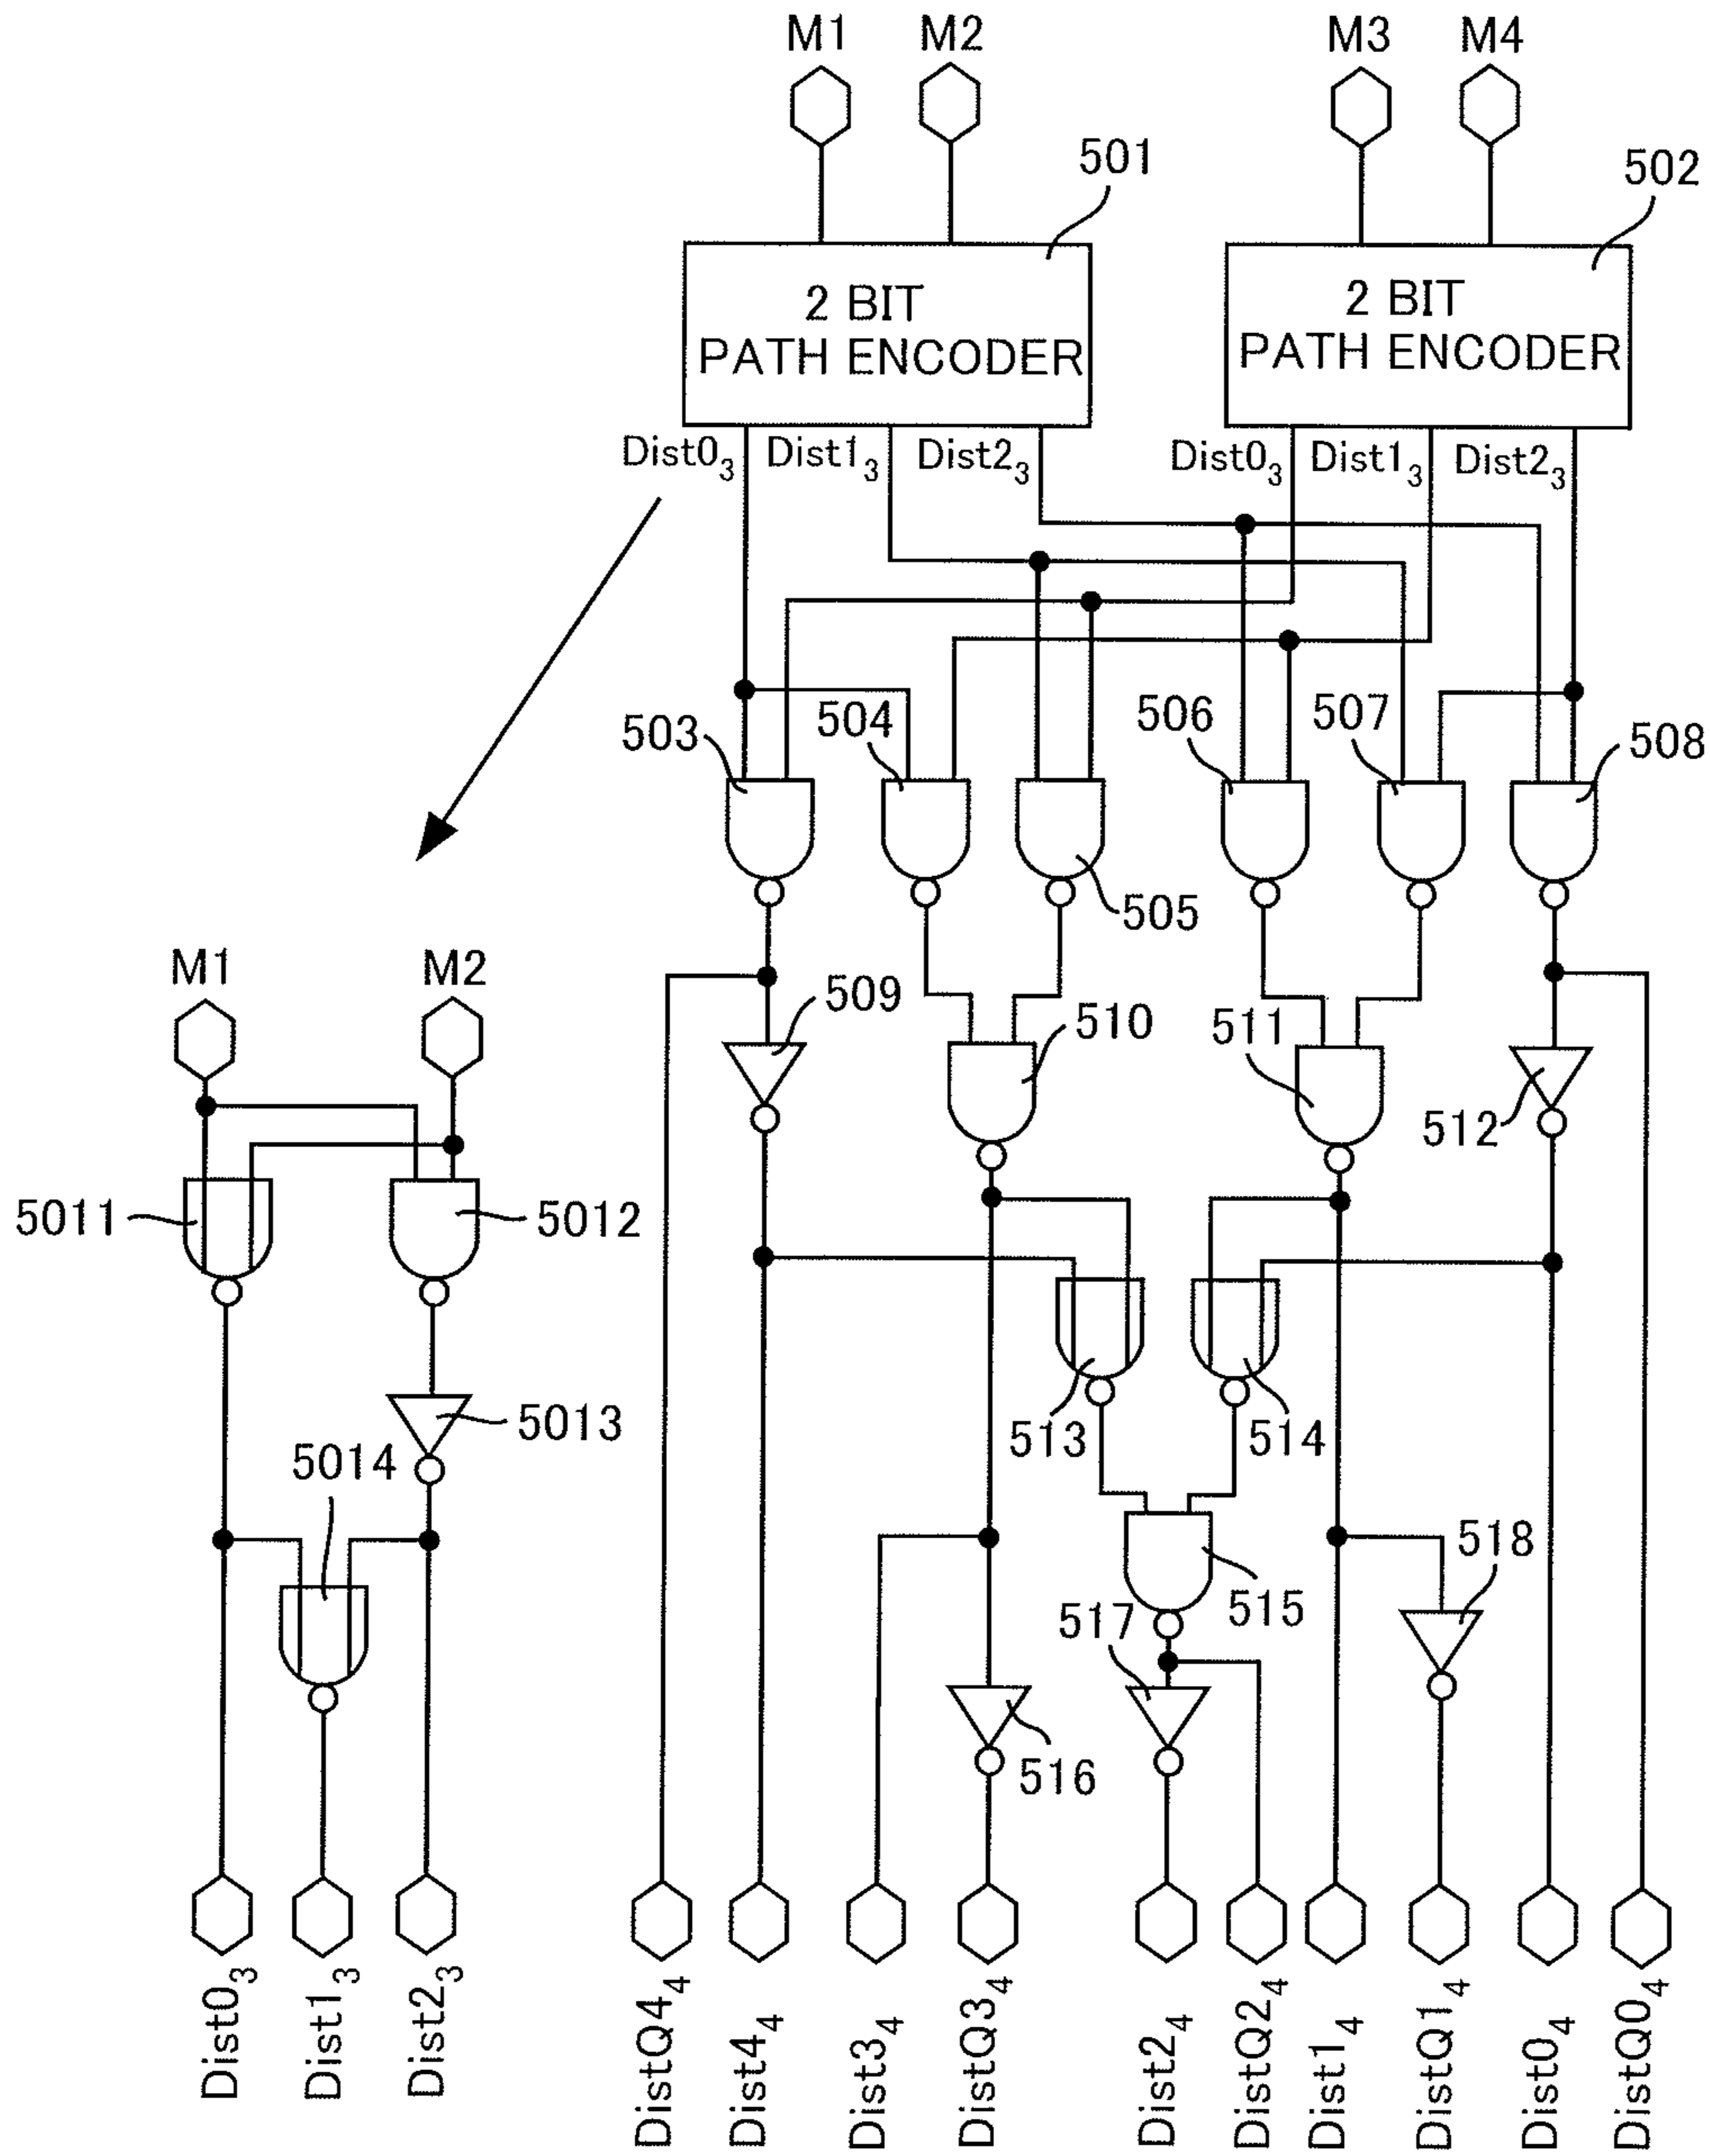 M1
M2
M3
M4
501
502
2 BIT
PATH ENCODER
2 BIT
PATH ENCODER
Dist0₃
Dist1₃
Dist2₃
Dist0₃
Dist1₃
Dist2₃
503
504
505
506
507
508
M1
M2
509
510
511
512
5011
5012
5013
5014
513
514
515
516
517
518
Dist0₃
Dist1₃
Dist2₃
DistQ4₄
Dist4₄
Dist3₄
DistQ3₄
Dist2₄
DistQ2₄
Dist1₄
DistQ1₄
Dist0₄
DistQ0₄